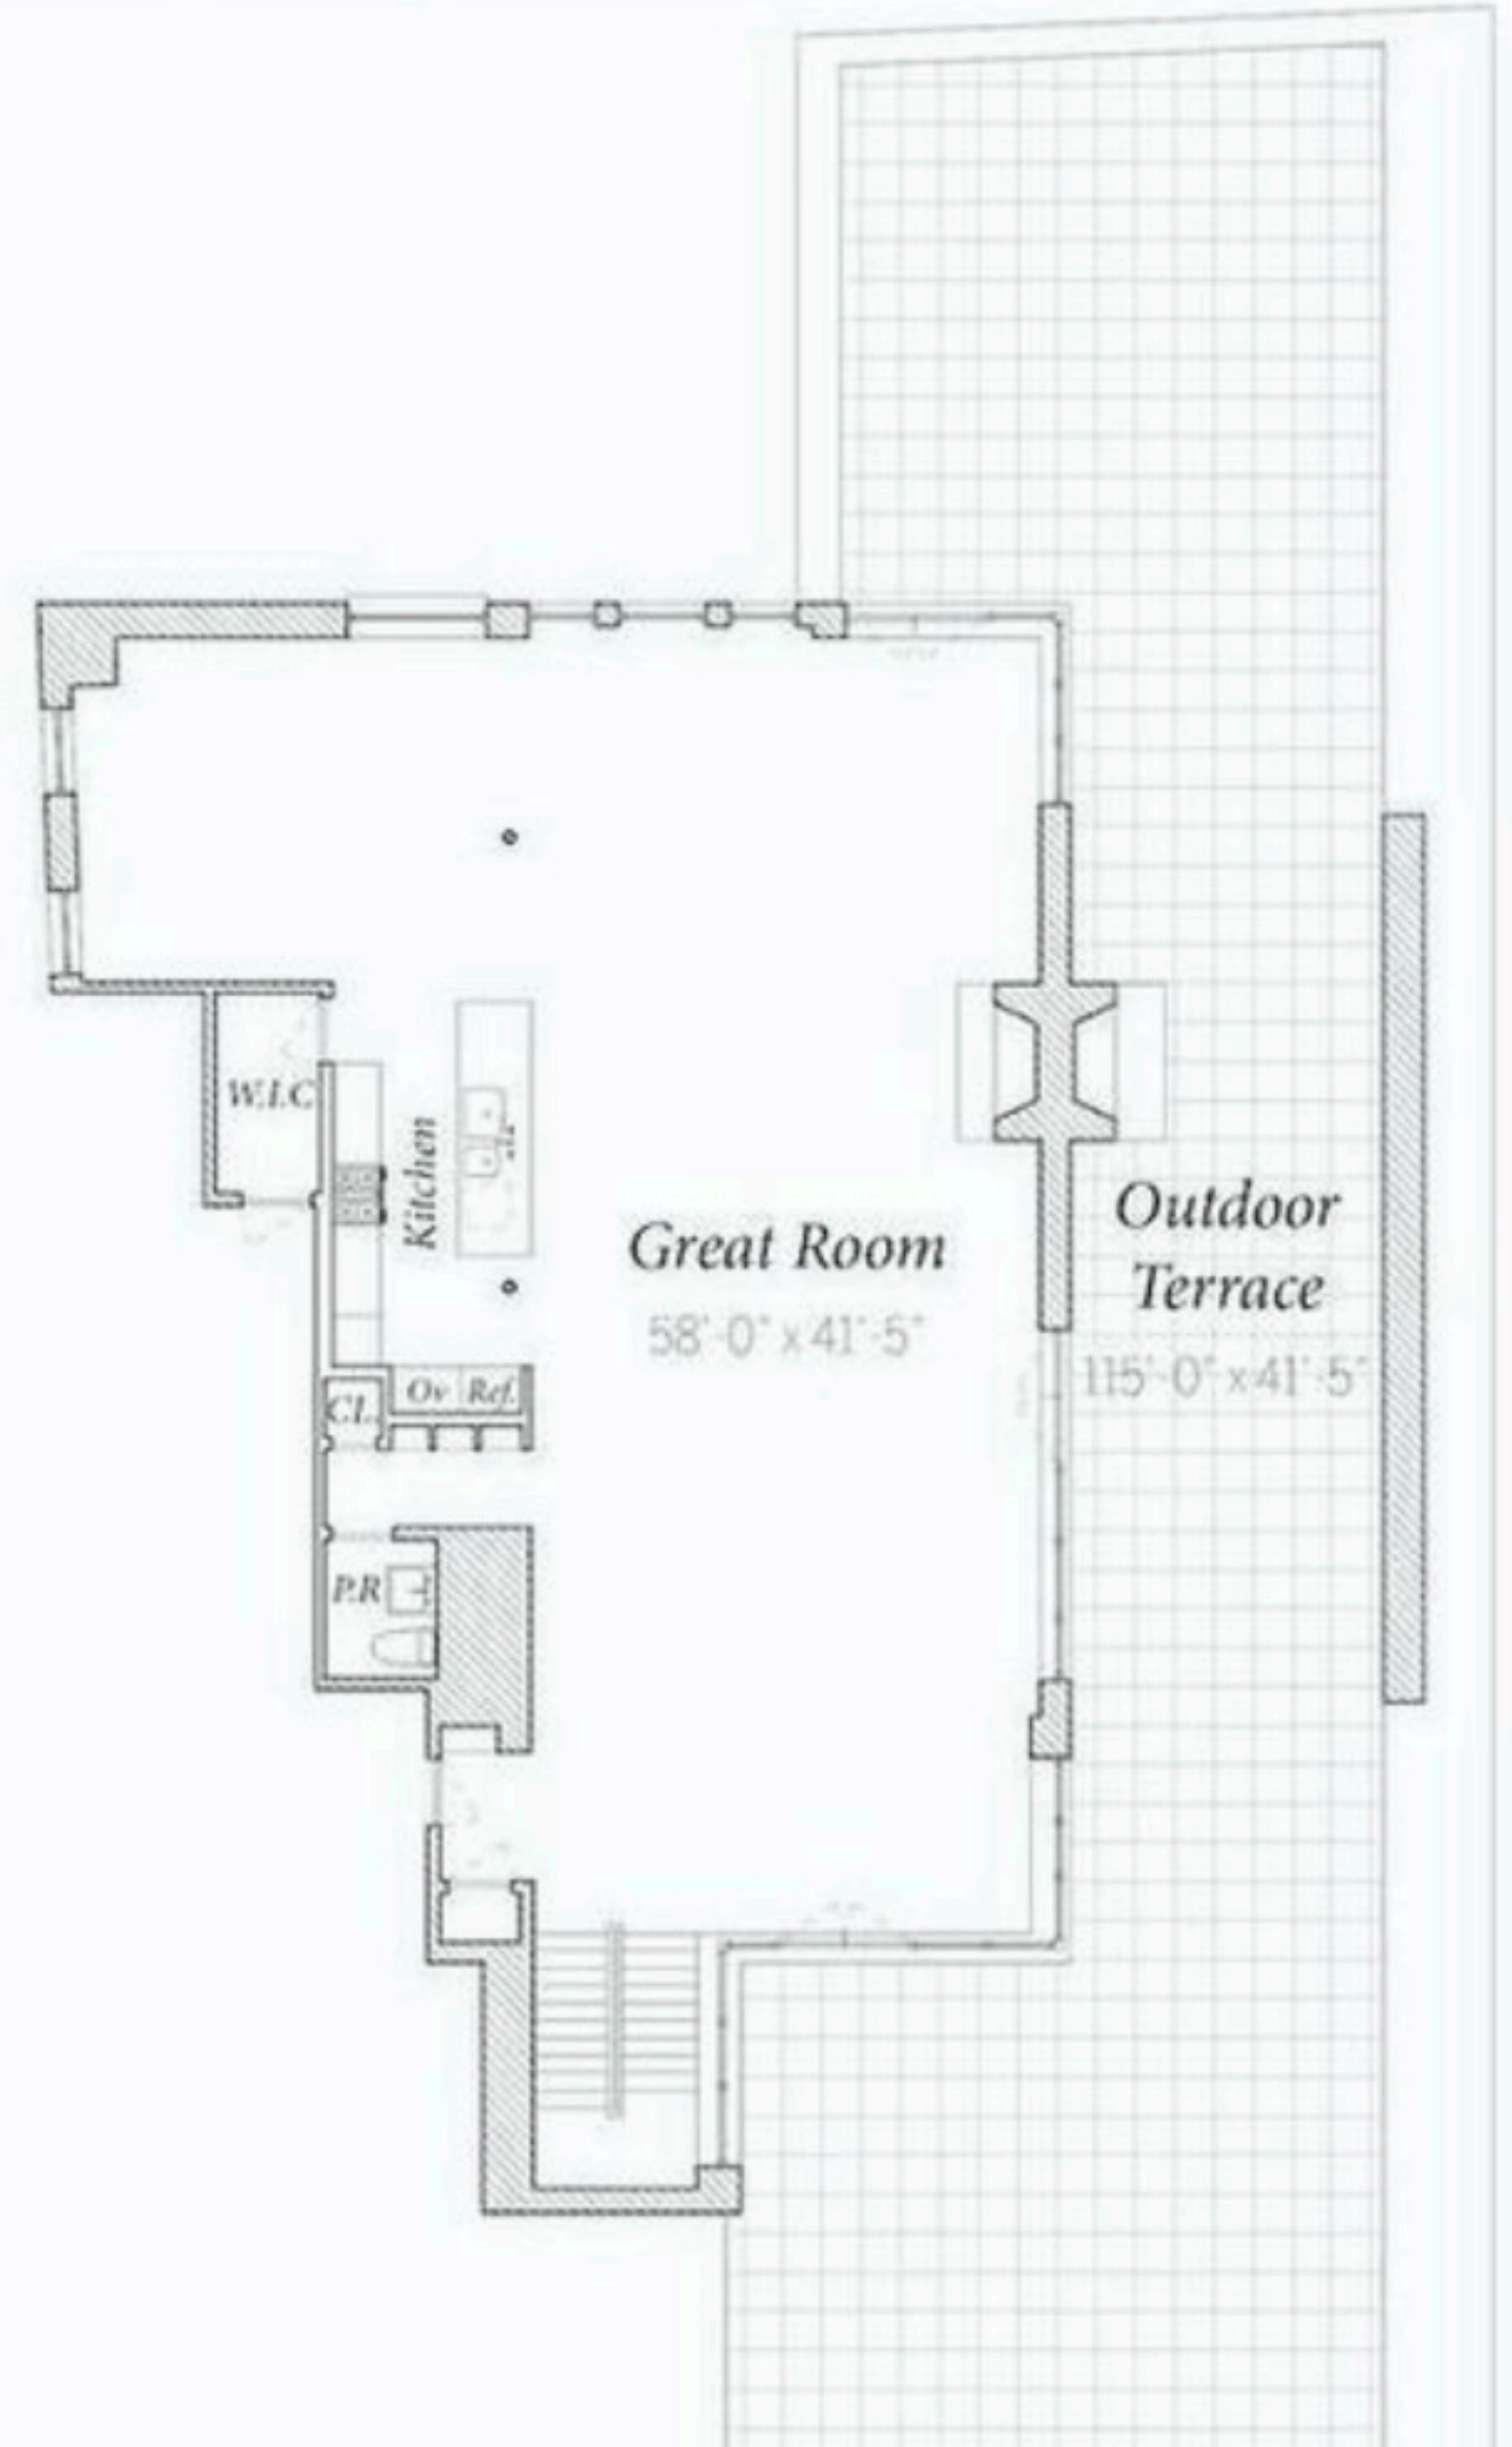 W.I.C
Kitchen
Great Room
58'-0" x 41'-5"
Outdoor
Terrace
115'-0" x 41'-5"
Ov Ref.
CL.
P.R